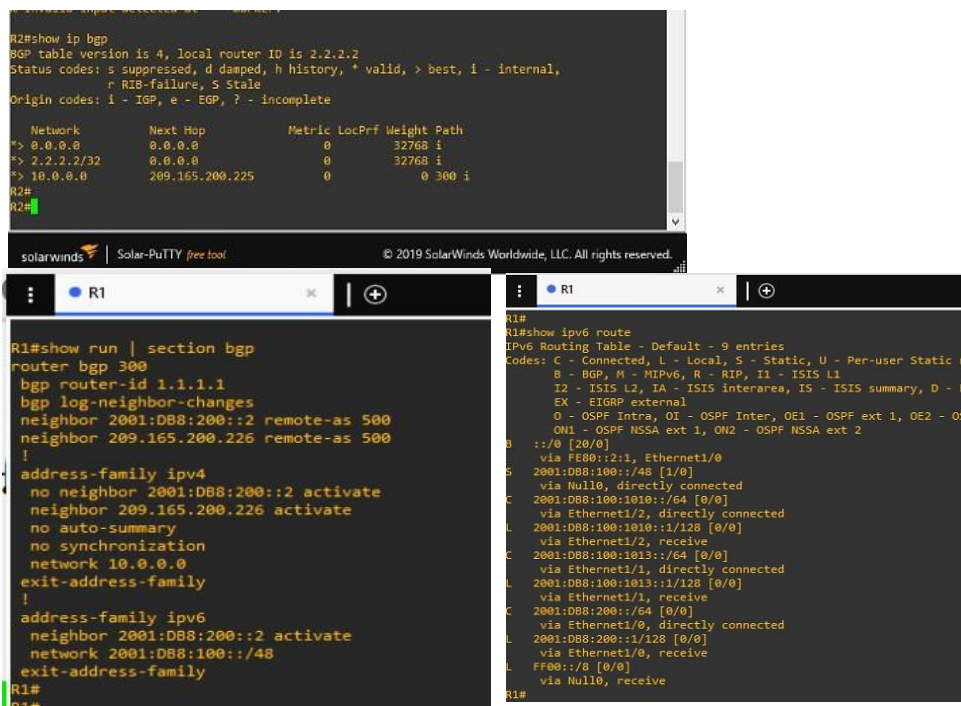 R2#show ip bgp
BGP table version is 4, local router ID is 2.2.2.2
Status codes: s suppressed, d damped, h history, * valid, > best, i - internal,
r RIB-failure, S Stale
Origin codes: i - IGP, e - EGP, ? - incomplete
Network Next Hop Metric LocPrf Weight Path
*> 0.0.0.0 0.0.0.0 0 32768 i
*> 2.2.2.2/32 0.0.0.0 0 32768 i
*> 10.0.0.0 209.165.200.225 0 0 300 i
R2#
R2#
solarwinds Solar-PuTTY free tool © 2019 SolarWinds Worldwide, LLC. All rights reserved.
R1
R1#show run | section bgp
router bgp 300
bgp router-id 1.1.1.1
bgp log-neighbor-changes
neighbor 2001:DB8:200::2 remote-as 500
neighbor 209.165.200.226 remote-as 500
!
address-family ipv4
no neighbor 2001:DB8:200::2 activate
neighbor 209.165.200.226 activate
no auto-summary
no synchronization
network 10.0.0.0
exit-address-family
!
address-family ipv6
neighbor 2001:DB8:200::2 activate
network 2001:DB8:100::/48
exit-address-family
R1#
R1#
R1
R1#
R1#show ipv6 route
IPv6 Routing Table - Default - 9 entries
Codes: C - Connected, L - Local, S - Static, U - Per-user Static
B - BGP, M - MIPv6, R - RIP, I1 - ISIS L1
I2 - ISIS L2, IA - ISIS interarea, IS - ISIS summary, D -
EX - EIGRP external
O - OSPF Intra, OI - OSPF Inter, OE1 - OSPF ext 1, OE2 -
ON1 - OSPF NSSA ext 1, ON2 - OSPF NSSA ext 2
B ::/0 [20/0]
via FE80::2:1, Ethernet1/0
S 2001:DB8:100::/48 [1/0]
via Null0, directly connected
C 2001:DB8:100:1010::/64 [0/0]
via Ethernet1/2, directly connected
L 2001:DB8:100:1010::1/128 [0/0]
via Ethernet1/2, receive
C 2001:DB8:100:1013::/64 [0/0]
via Ethernet1/1, directly connected
L 2001:DB8:100:1013::1/128 [0/0]
via Ethernet1/1, receive
C 2001:DB8:200::/64 [0/0]
via Ethernet1/0, directly connected
L 2001:DB8:200::1/128 [0/0]
via Ethernet1/0, receive
L FF00::/8 [0/0]
via Null0, receive
R1#